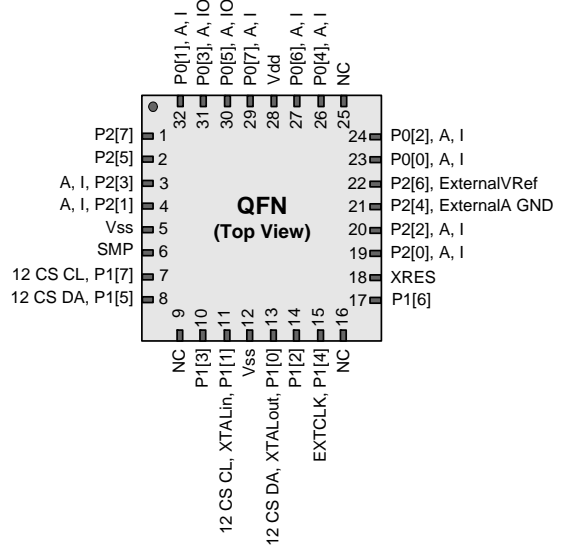 P0[1], A, I
P0[3], A, IO
P0[5], A, IO
P0[7], A, I
Vdd
P0[6], A, I
P0[4], A, I
NC
32 31 30 29 28 27 26 25
P2[7] 1
P2[5] 2
A, I, P2[3] 3
A, I, P2[1] 4
Vss 5
SMP 6
12 CS CL, P1[7] 7
12 CS DA, P1[5] 8
QFN
(Top View)
24 P0[2], A, I
23 P0[0], A, I
22 P2[6], ExternalVRef
21 P2[4], ExternalA GND
20 P2[2], A, I
19 P2[0], A, I
18 XRES
17 P1[6]
9 10 11 12 13 14 15 16
NC
P1[3]
12 CS CL, XTALin, P1[1]
Vss
12 CS DA, XTALout, P1[0]
P1[2]
EXTCLK, P1[4]
NC